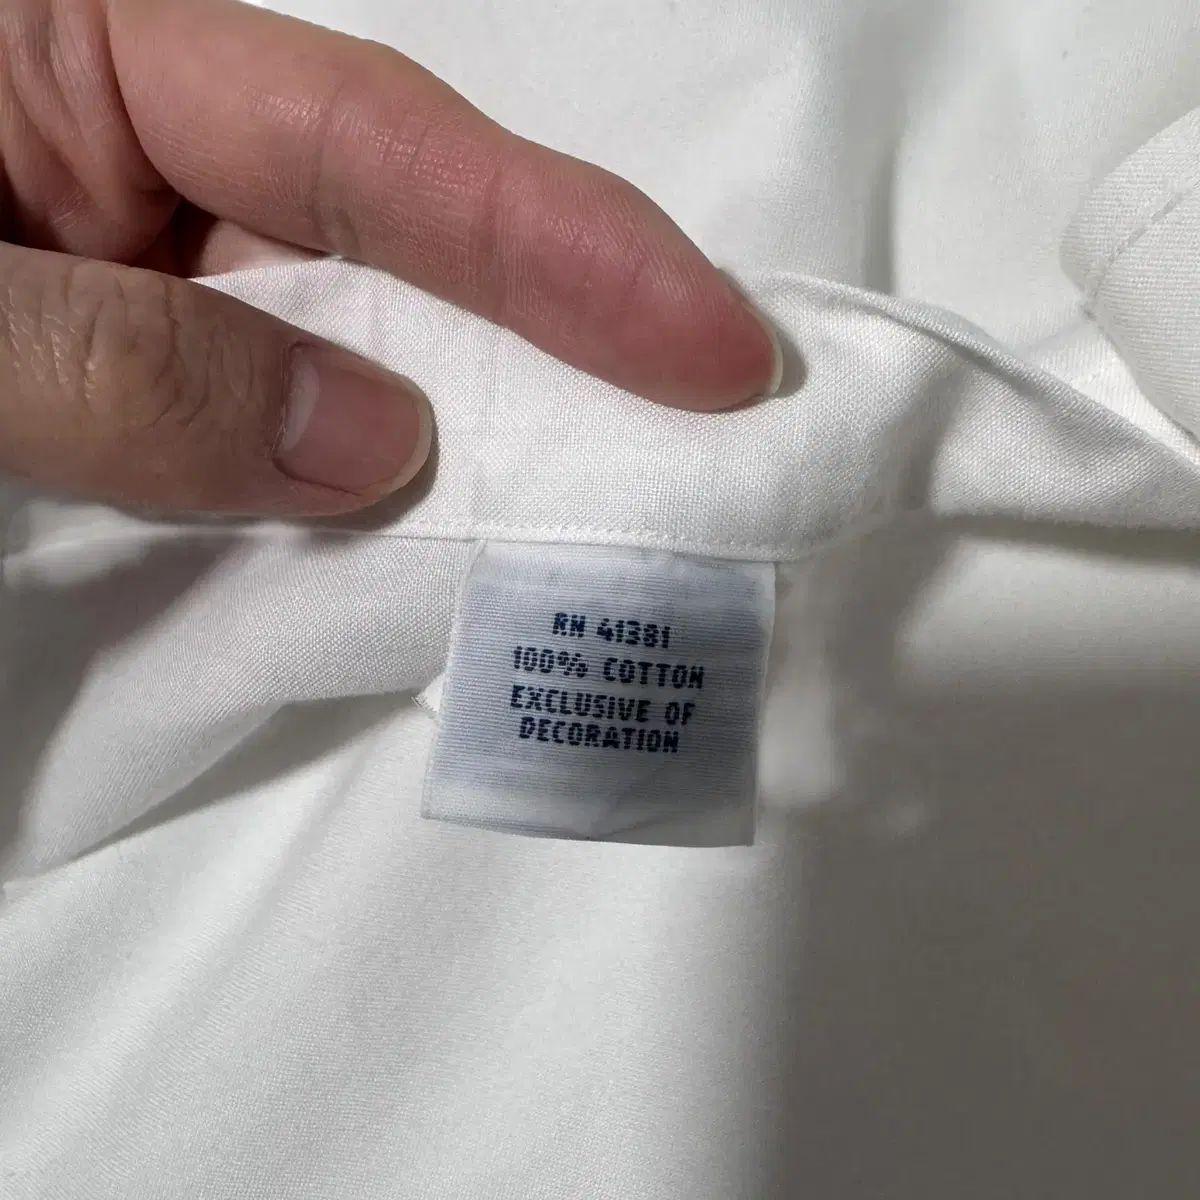 RN 41381
100% COTTON
EXCLUSIVE OF
DECORATION